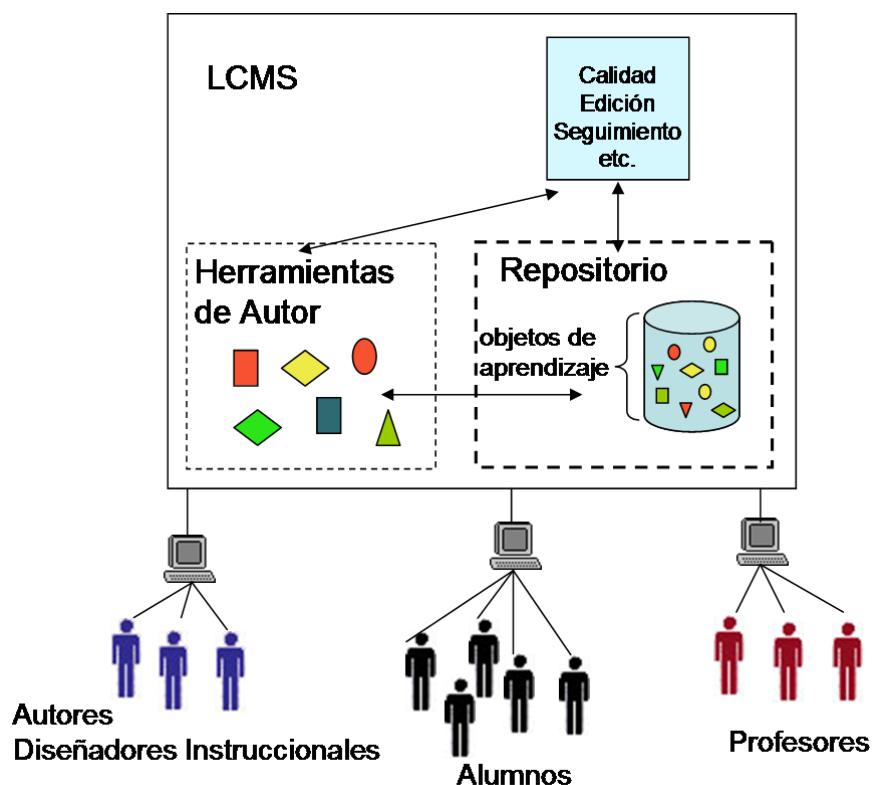 LCMS
Calidad
Edición
Seguimiento
etc.
Herramientas
de Autor
Repositorio
objetos de
aprendizaje
Autores
Diseñadores Instruccionales
Alumnos
Profesores